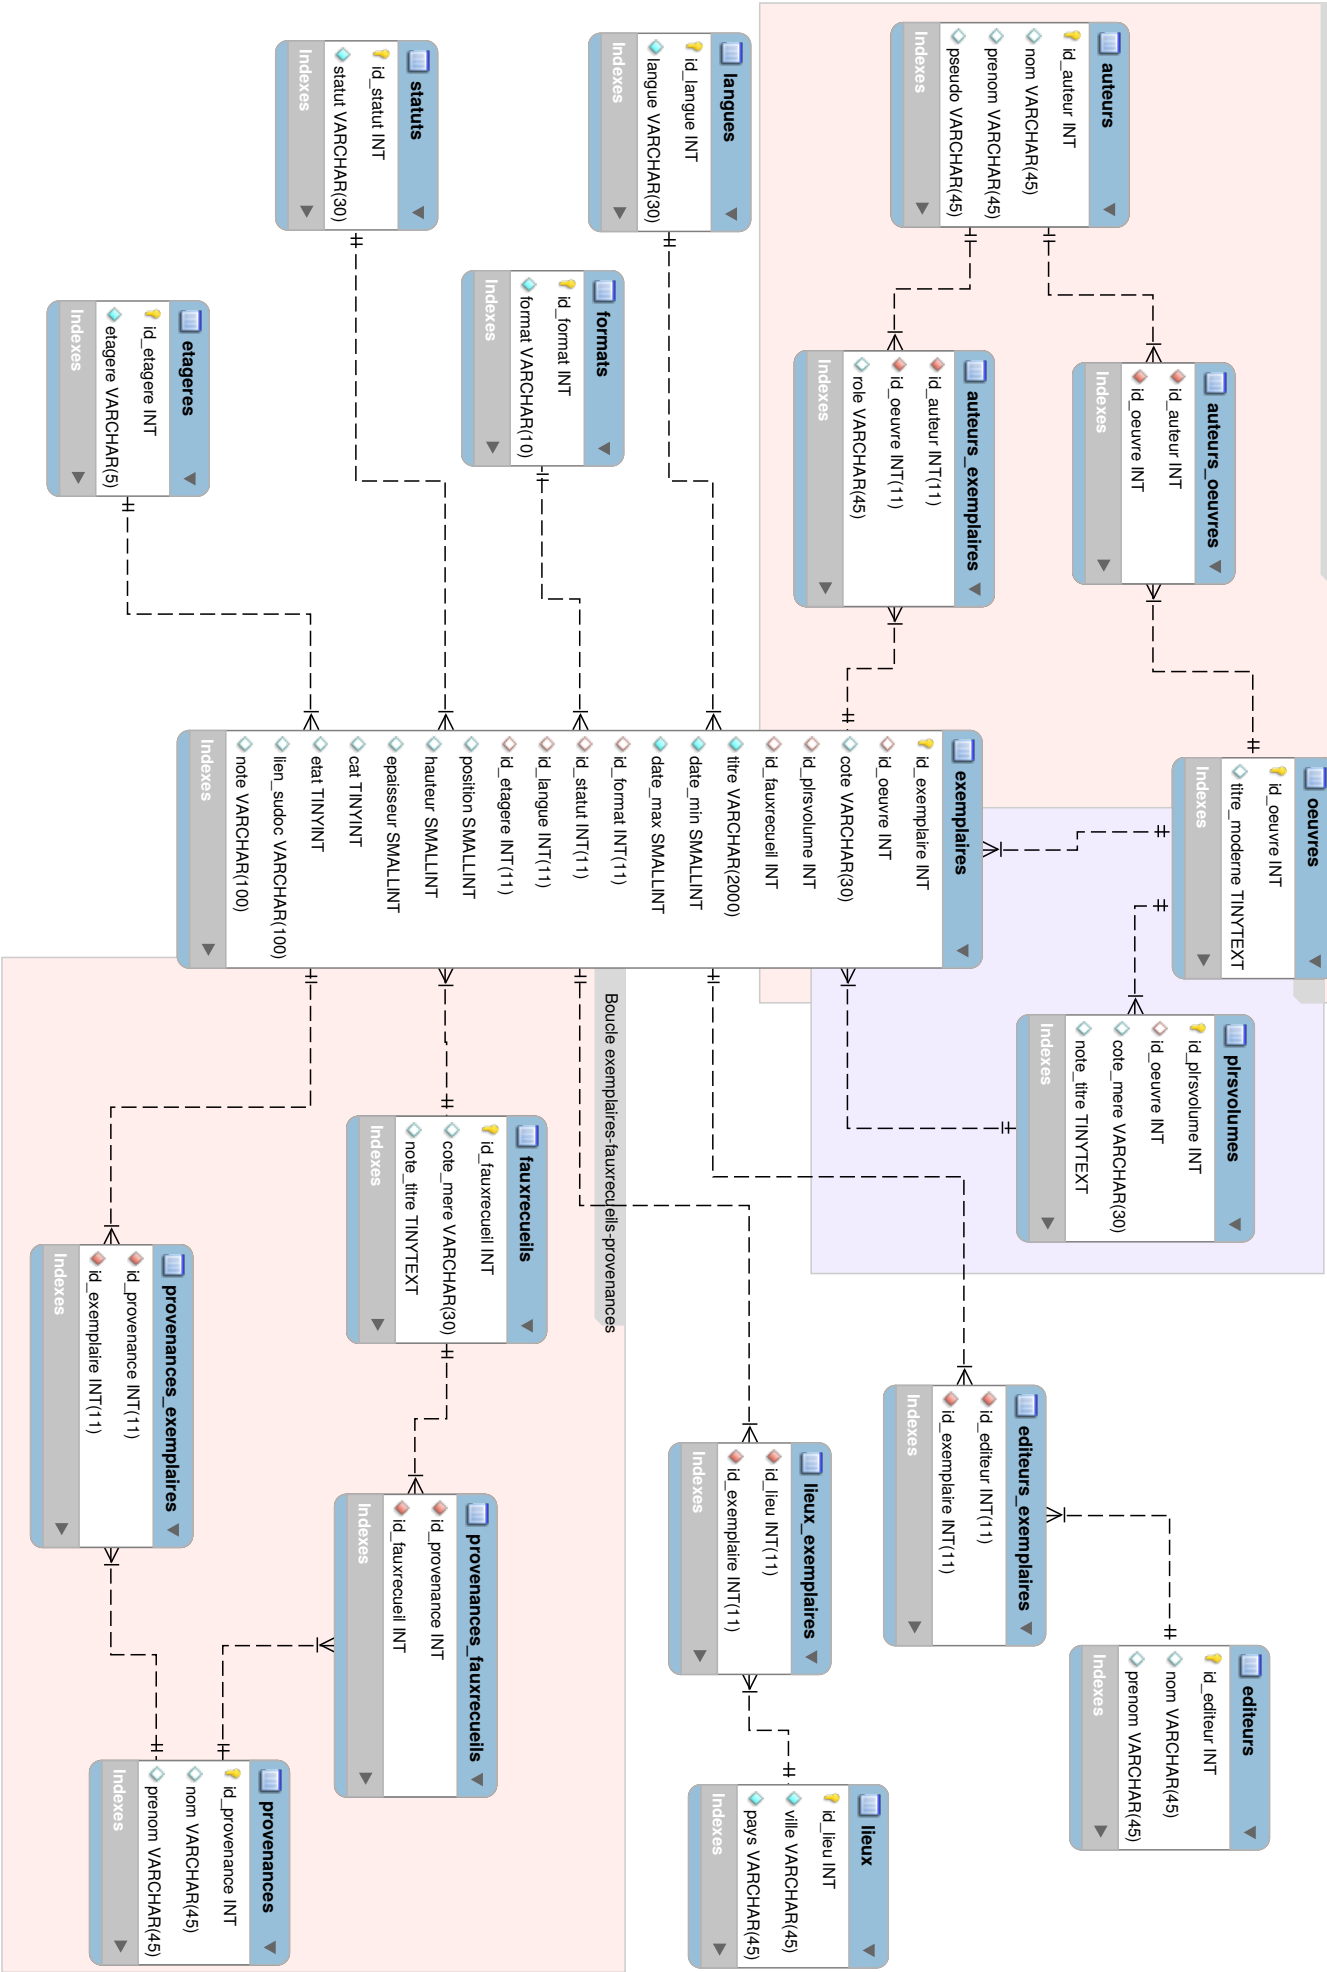 auteurs
id_auteur INT
nom VARCHAR(45)
prenom VARCHAR(45)
pseudo VARCHAR(45)
Indexes
langues
id_langue INT
langue VARCHAR(30)
Indexes
statuts
id_statut INT
statut VARCHAR(30)
Indexes
formats
id_format INT
format VARCHAR(10)
Indexes
etageres
id_etagere INT
etagere VARCHAR(5)
Indexes
auteurs_oeuvres
id_auteur INT
id_oeuvre INT
Indexes
auteurs_exemplaires
id_auteur INT(11)
id_oeuvre INT(11)
role VARCHAR(45)
Indexes
oeuvres
id_oeuvre INT
titre_moderne TINYTEXT
Indexes
exemplaires
id_exemplaire INT
id_oeuvre INT
cote VARCHAR(30)
id_plrsvolume INT
id_fauxrecueil INT
titre VARCHAR(2000)
date_min SMALLINT
date_max SMALLINT
id_format INT(11)
id_statut INT(11)
id_langue INT(11)
id_etagere INT(11)
position SMALLINT
hauteur SMALLINT
epaisseur SMALLINT
cat TINYINT
etat TINYINT
lien_sudoc VARCHAR(100)
note VARCHAR(100)
Indexes
plrsvolumes
id_plrsvolume INT
id_oeuvre INT
cote_mere VARCHAR(30)
note_titre TINYTEXT
Indexes
Boucle exemplaires-fauxrecueils-provenances
fauxrecueils
id_fauxrecueil INT
cote_mere VARCHAR(30)
note_titre TINYTEXT
Indexes
provenances_exemplaires
id_provenance INT(11)
id_exemplaire INT(11)
Indexes
editeurs_exemplaires
id_editeur INT(11)
id_exemplaire INT(11)
Indexes
lieux_exemplaires
id_lieu INT(11)
id_exemplaire INT(11)
Indexes
provenances_fauxrecueils
id_provenance INT
id_fauxrecueil INT
Indexes
editeurs
id_editeur INT
nom VARCHAR(45)
prenom VARCHAR(45)
Indexes
lieux
id_lieu INT
ville VARCHAR(45)
pays VARCHAR(45)
Indexes
provenances
id_provenance INT
nom VARCHAR(45)
prenom VARCHAR(45)
Indexes